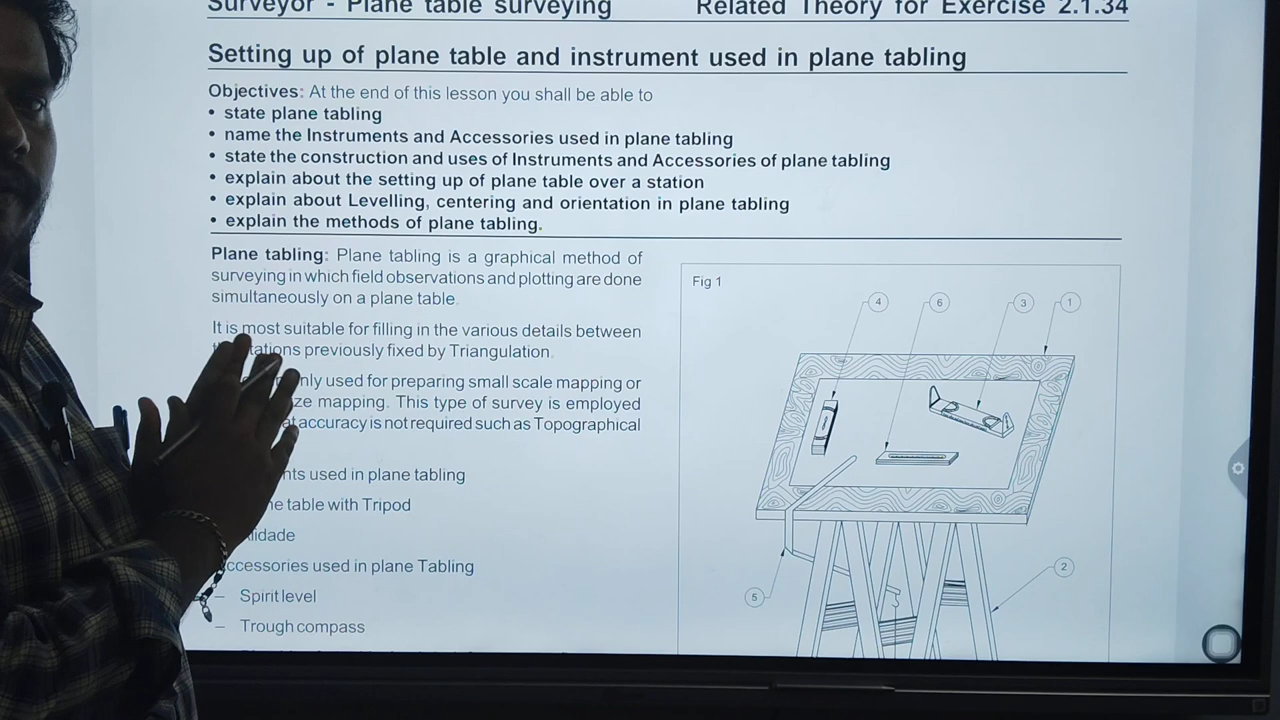 Surveyor - Plane table surveying Related Theory for Exercise 2.1.34
Setting up of plane table and instrument used in plane tabling
Objectives: At the end of this lesson you shall be able to
• state plane tabling
• name the Instruments and Accessories used in plane tabling
• state the construction and uses of Instruments and Accessories of plane tabling
• explain about the setting up of plane table over a station
• explain about Levelling, centering and orientation in plane tabling
• explain the methods of plane tabling.
Plane tabling: Plane tabling is a graphical method of
surveying in which field observations and plotting are done
simultaneously on a plane table.
It is most suitable for filling in the various details between
stations previously fixed by Triangulation.
used for preparing small scale mapping or
mapping. This type of survey is employed
accuracy is not required such as Topographical
used in plane tabling
table with Tripod
Accessories used in plane Tabling
– Spirit level
– Trough compass
Fig 1
4 6 3 1
5
2